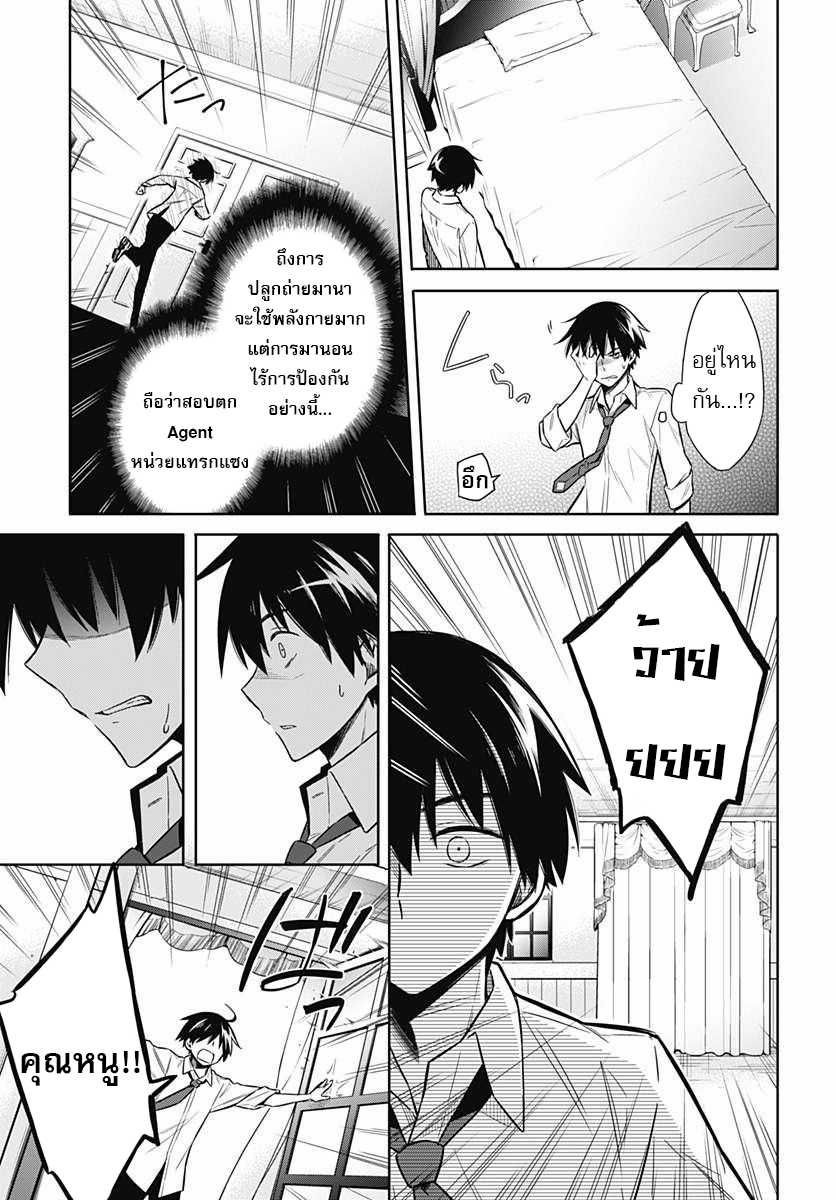 อยู่ไหน
กัน...!?
อึก
ถึงการ
ปลูกถ่ายมานา
จะใช้พลังกายมาก
แต่การมานอน
ไร้การป้องกัน
อย่างนี้...
ถือว่าสอบตก
Agent
หน่วยแทรกแซง
ว้าย
ยยย
คุณหนู!!